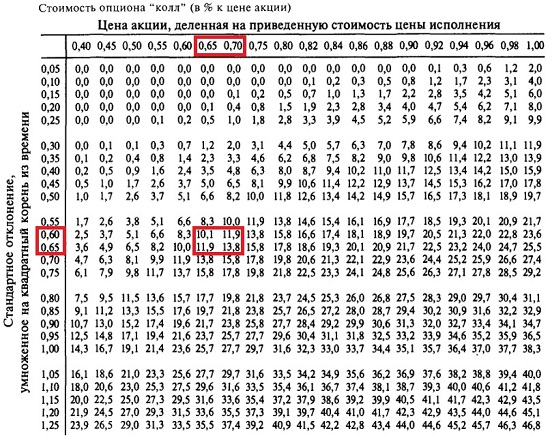 Стоимость опциона “колл” (в % к цене акции)
Цена акции, деленная на приведенную стоимость цены исполнения
Стандартное отклонение, умноженное на квадратный корень из времени
0,40 0,45 0,50 0,55 0,60 0,65 0,70 0,75 0,80 0,82 0,84 0,86 0,88 0,90 0,92 0,94 0,96 0,98 1,00
0,05 0,0 0,0 0,0 0,0 0,0 0,0 0,0 0,0 0,0 0,0 0,0 0,0 0,0 0,0 0,1 0,3 0,6 1,2 2,0
0,10 0,0 0,0 0,0 0,0 0,0 0,0 0,0 0,0 0,0 0,1 0,2 0,3 0,5 0,8 1,2 1,7 2,3 3,1 4,0
0,15 0,0 0,0 0,0 0,0 0,0 0,0 0,1 0,2 0,5 0,7 1,0 1,3 1,7 2,2 2,8 3,5 4,2 5,1 6,0
0,20 0,0 0,0 0,0 0,0 0,0 0,1 0,4 0,8 1,5 1,9 2,3 2,8 3,4 4,0 4,7 5,4 6,2 7,1 8,0
0,25 0,0 0,0 0,0 0,1 0,2 0,5 1,0 1,8 2,8 3,3 3,9 4,5 5,2 5,9 6,6 7,4 8,2 9,1 9,9
0,30 0,0 0,1 0,1 0,3 0,7 1,2 2,0 3,1 4,4 5,0 5,7 6,3 7,0 7,8 8,6 9,4 10,2 11,1 11,9
0,35 0,1 0,2 0,4 0,8 1,4 2,3 3,3 4,6 6,2 6,8 7,5 8,2 9,0 9,8 10,6 11,4 12,2 13,0 13,9
0,40 0,2 0,5 0,9 1,6 2,4 3,5 4,8 6,3 8,0 8,7 9,4 10,2 11,0 11,7 12,5 13,4 14,2 15,0 15,9
0,45 0,5 1,0 1,7 2,6 3,7 5,0 6,5 8,1 9,9 10,6 11,4 12,2 12,9 13,7 14,5 15,3 16,2 17,0 17,8
0,50 1,0 1,7 2,6 3,7 5,1 6,6 8,2 10,0 11,8 12,6 13,4 14,2 14,9 15,7 16,5 17,3 18,1 18,9 19,7
0,55 1,7 2,6 3,8 5,1 6,6 8,3 10,0 11,9 13,8 14,6 15,4 16,1 16,9 17,7 18,5 19,3 20,1 20,9 21,7
0,60 2,5 3,7 5,1 6,6 8,3 10,1 11,9 13,8 15,8 16,6 17,4 18,1 18,9 19,7 20,5 21,3 22,0 22,8 23,6
0,65 3,6 4,9 6,5 8,2 10,0 11,9 13,8 15,8 17,8 18,6 19,3 20,1 20,9 21,7 22,5 23,2 24,0 24,7 25,5
0,70 4,7 6,3 8,1 9,9 11,9 13,8 15,8 17,8 19,8 20,6 21,3 22,1 22,9 23,6 24,4 25,2 25,9 26,6 27,4
0,75 6,1 7,9 9,8 11,7 13,7 15,8 17,8 19,8 21,8 22,5 23,3 24,1 24,8 25,6 26,3 27,1 27,8 28,5 29,2
0,80 7,5 9,5 11,5 13,6 15,7 17,7 19,8 21,8 23,7 24,5 25,3 26,0 26,8 27,5 28,3 29,0 29,7 30,4 31,1
0,85 9,1 11,2 13,3 15,5 17,6 19,7 21,8 23,8 25,7 26,5 27,2 28,0 28,7 29,4 30,2 30,9 31,6 32,2 32,9
0,90 10,7 13,0 15,2 17,4 19,6 21,7 23,8 25,8 27,7 28,4 29,2 29,9 30,6 31,3 32,0 32,7 33,4 34,1 34,7
0,95 12,5 14,8 17,1 19,4 21,6 23,7 25,7 27,7 29,6 30,4 31,1 31,8 32,5 33,2 33,9 34,6 35,2 35,9 36,5
1,00 14,3 16,7 19,1 21,4 23,6 25,7 27,7 29,7 31,6 32,3 33,0 33,7 34,4 35,1 35,7 36,4 37,0 37,7 38,3
1,05 16,1 18,6 21,0 23,3 25,6 27,7 29,7 31,6 33,5 34,2 34,9 35,6 36,2 36,9 37,6 38,2 38,8 39,4 40,0
1,10 18,0 20,6 23,0 25,3 27,5 29,6 31,6 33,5 35,4 36,1 36,7 37,4 38,1 38,7 39,3 40,0 40,6 41,2 41,8
1,15 20,0 22,5 25,0 27,3 29,5 31,6 33,6 35,4 37,2 37,9 38,6 39,2 39,9 40,5 41,1 41,7 42,3 42,9 43,5
1,20 21,9 24,5 27,0 29,3 31,5 33,6 35,5 37,3 39,1 39,7 40,4 41,0 41,7 42,3 42,9 43,5 44,0 44,6 45,1
1,25 23,9 26,5 29,0 31,3 33,5 35,5 37,4 39,2 40,9 41,5 42,2 42,8 43,4 44,0 44,6 45,2 45,7 46,3 46,8